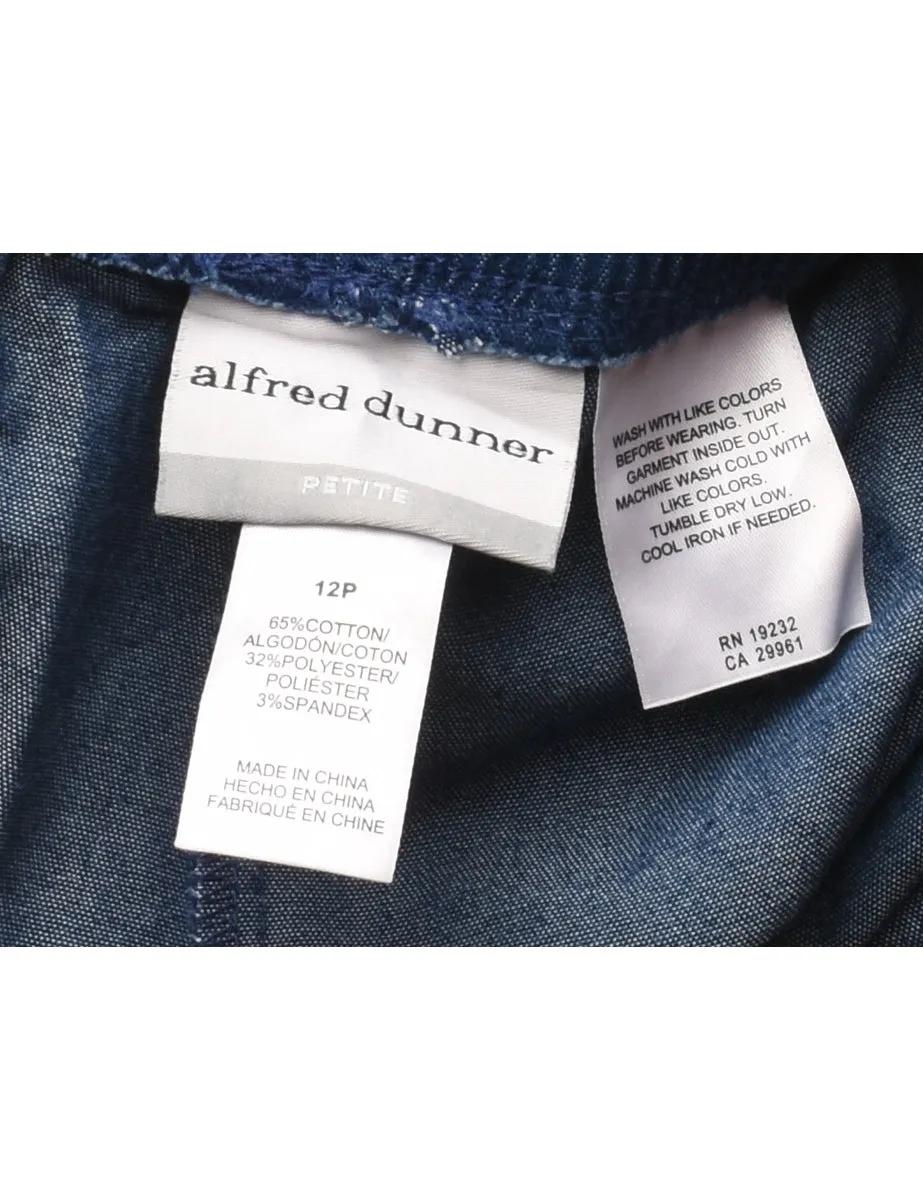 alfred dunner
PETITE
12P
65%COTTON/
ALGODÓN/COTON
32%POLYESTER/
POLIÉSTER
3%SPANDEX
MADE IN CHINA
HECHO EN CHINA
FABRIQUÉ EN CHINE
WASH WITH LIKE COLORS
BEFORE WEARING. TURN
GARMENT INSIDE OUT.
MACHINE WASH COLD WITH
LIKE COLORS.
TUMBLE DRY LOW.
COOL IRON IF NEEDED.
RN 19232
CA 29961